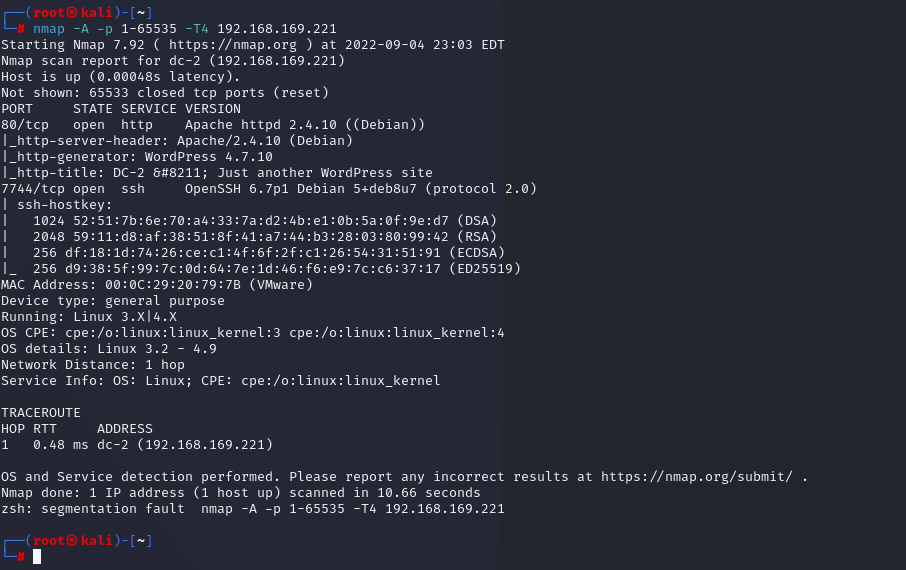 ┌──(root㉿kali)-[~]
└─# nmap -A -p 1-65535 -T4 192.168.169.221
Starting Nmap 7.92 ( https://nmap.org ) at 2022-09-04 23:03 EDT
Nmap scan report for dc-2 (192.168.169.221)
Host is up (0.00048s latency).
Not shown: 65533 closed tcp ports (reset)
PORT     STATE SERVICE VERSION
80/tcp   open  http    Apache httpd 2.4.10 ((Debian))
|_http-server-header: Apache/2.4.10 (Debian)
|_http-generator: WordPress 4.7.10
|_http-title: DC-2 &#8211; Just another WordPress site
7744/tcp open  ssh     OpenSSH 6.7p1 Debian 5+deb8u7 (protocol 2.0)
| ssh-hostkey:
|   1024 52:51:7b:6e:70:a4:33:7a:d2:4b:e1:0b:5a:0f:9e:d7 (DSA)
|   2048 59:11:d8:af:38:51:8f:41:a7:44:b3:28:03:80:99:42 (RSA)
|   256 df:18:1d:74:26:ce:c1:4f:6f:2f:c1:26:54:31:51:91 (ECDSA)
|_  256 d9:38:5f:99:7c:0d:64:7e:1d:46:f6:e9:7c:c6:37:17 (ED25519)
MAC Address: 00:0C:29:20:79:7B (VMware)
Device type: general purpose
Running: Linux 3.X|4.X
OS CPE: cpe:/o:linux:linux_kernel:3 cpe:/o:linux:linux_kernel:4
OS details: Linux 3.2 - 4.9
Network Distance: 1 hop
Service Info: OS: Linux; CPE: cpe:/o:linux:linux_kernel

TRACEROUTE
HOP RTT     ADDRESS
1   0.48 ms dc-2 (192.168.169.221)

OS and Service detection performed. Please report any incorrect results at https://nmap.org/submit/ .
Nmap done: 1 IP address (1 host up) scanned in 10.66 seconds
zsh: segmentation fault  nmap -A -p 1-65535 -T4 192.168.169.221

┌──(root㉿kali)-[~]
└─#